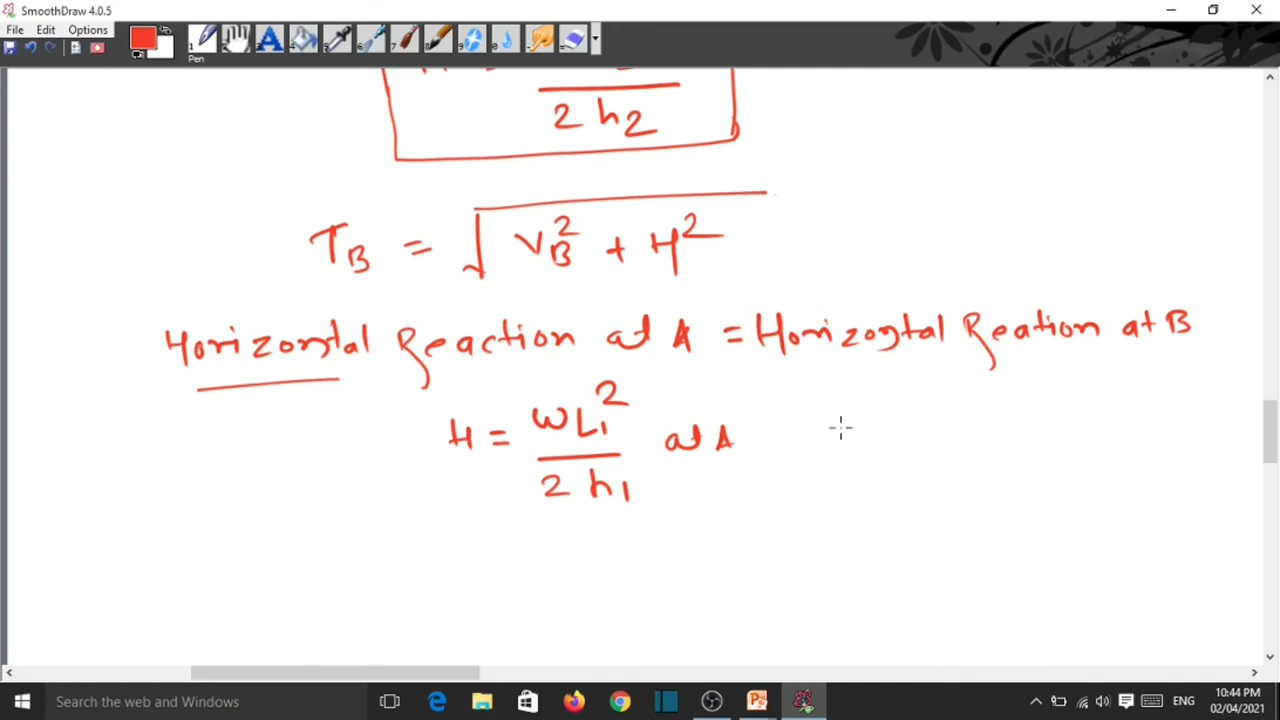 SmoothDraw 4.0.5
File Edit Options
Pen
2 h2
TB = √ VB² + H²
Horizontal Reaction at A = Horizontal Reation at B
H = WL1² / 2 h1 at A
Search the web and Windows
ENG
10:44 PM
02/04/2021